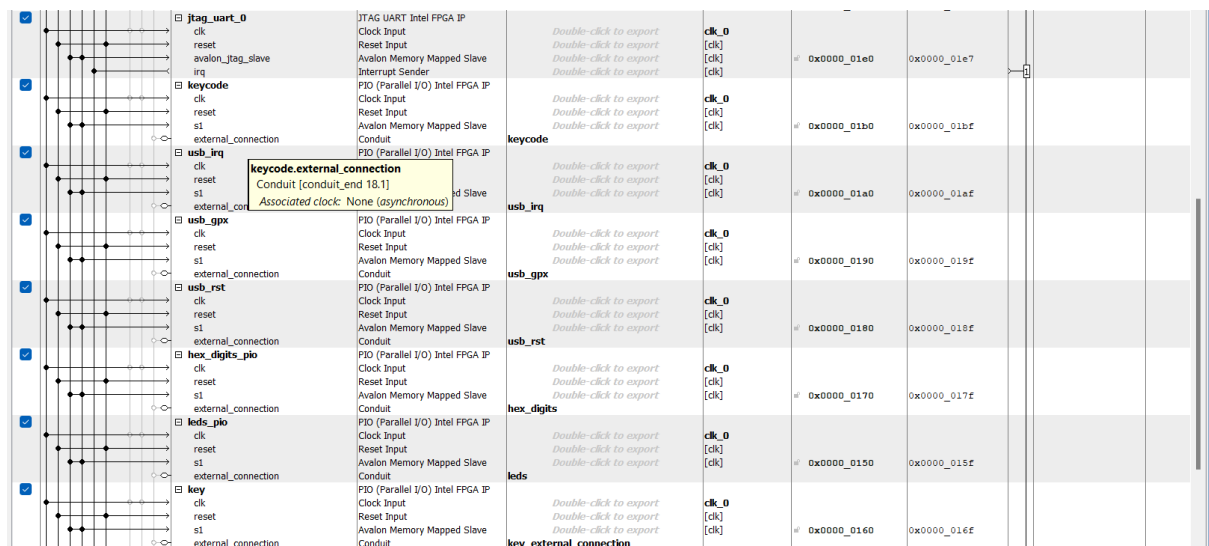 jtag_uart_0 JTAG UART Intel FPGA IP
clk Clock Input Double-click to export clk_0
reset Reset Input Double-click to export [clk]
avalon_jtag_slave Avalon Memory Mapped Slave Double-click to export [clk] 0x0000_01e0 0x0000_01e7
irq Interrupt Sender Double-click to export [clk] 1
keycode PIO (Parallel I/O) Intel FPGA IP
clk Clock Input Double-click to export clk_0
reset Reset Input Double-click to export [clk]
s1 Avalon Memory Mapped Slave Double-click to export [clk] 0x0000_01b0 0x0000_01bf
external_connection Conduit keycode
usb_irq PIO (Parallel I/O) Intel FPGA IP
clk Double-click to export clk_0
reset Double-click to export [clk]
s1 Slave Double-click to export [clk] 0x0000_01a0 0x0000_01af
external_con usb_irq
keycode.external_connection
Conduit [conduit_end 18.1]
Associated clock: None (asynchronous)
usb_gpx PIO (Parallel I/O) Intel FPGA IP
clk Clock Input Double-click to export clk_0
reset Reset Input Double-click to export [clk]
s1 Avalon Memory Mapped Slave Double-click to export [clk] 0x0000_0190 0x0000_019f
external_connection Conduit usb_gpx
usb_rst PIO (Parallel I/O) Intel FPGA IP
clk Clock Input Double-click to export clk_0
reset Reset Input Double-click to export [clk]
s1 Avalon Memory Mapped Slave Double-click to export [clk] 0x0000_0180 0x0000_018f
external_connection Conduit usb_rst
hex_digits_pio PIO (Parallel I/O) Intel FPGA IP
clk Clock Input Double-click to export clk_0
reset Reset Input Double-click to export [clk]
s1 Avalon Memory Mapped Slave Double-click to export [clk] 0x0000_0170 0x0000_017f
external_connection Conduit hex_digits
leds_pio PIO (Parallel I/O) Intel FPGA IP
clk Clock Input Double-click to export clk_0
reset Reset Input Double-click to export [clk]
s1 Avalon Memory Mapped Slave Double-click to export [clk] 0x0000_0150 0x0000_015f
external_connection Conduit leds
key PIO (Parallel I/O) Intel FPGA IP
clk Clock Input Double-click to export clk_0
reset Reset Input Double-click to export [clk]
s1 Avalon Memory Mapped Slave Double-click to export [clk] 0x0000_0160 0x0000_016f
external_connection Conduit key_external_connection